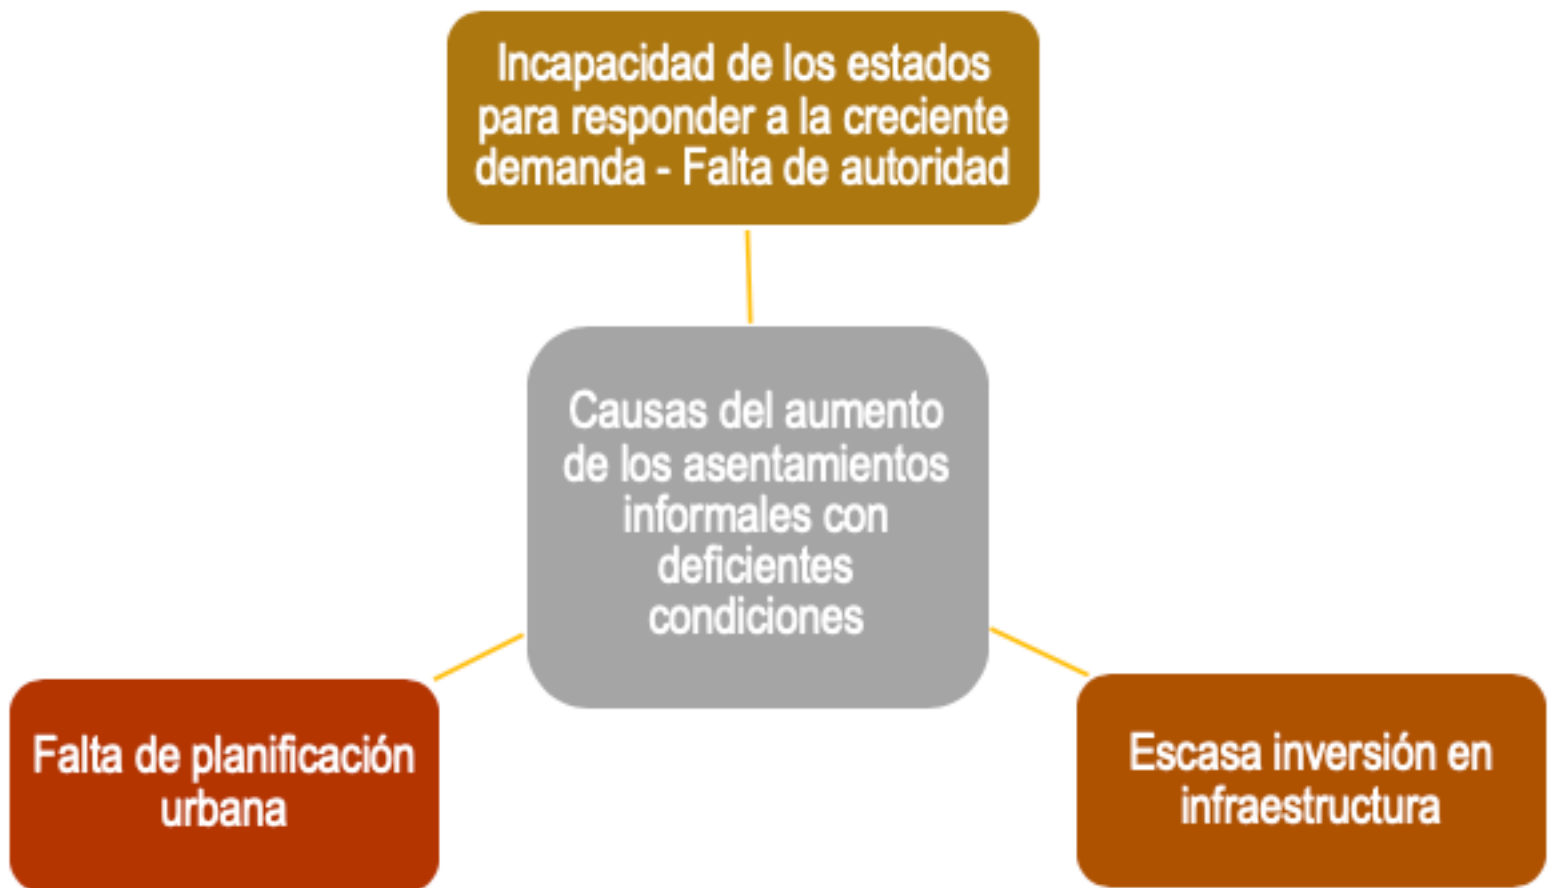 Incapacidad de los estados
para responder a la creciente
demanda - Falta de autoridad
Causas del aumento
de los asentamientos
informales con
deficientes
condiciones
Falta de planificación
urbana
Escasa inversión en
infraestructura